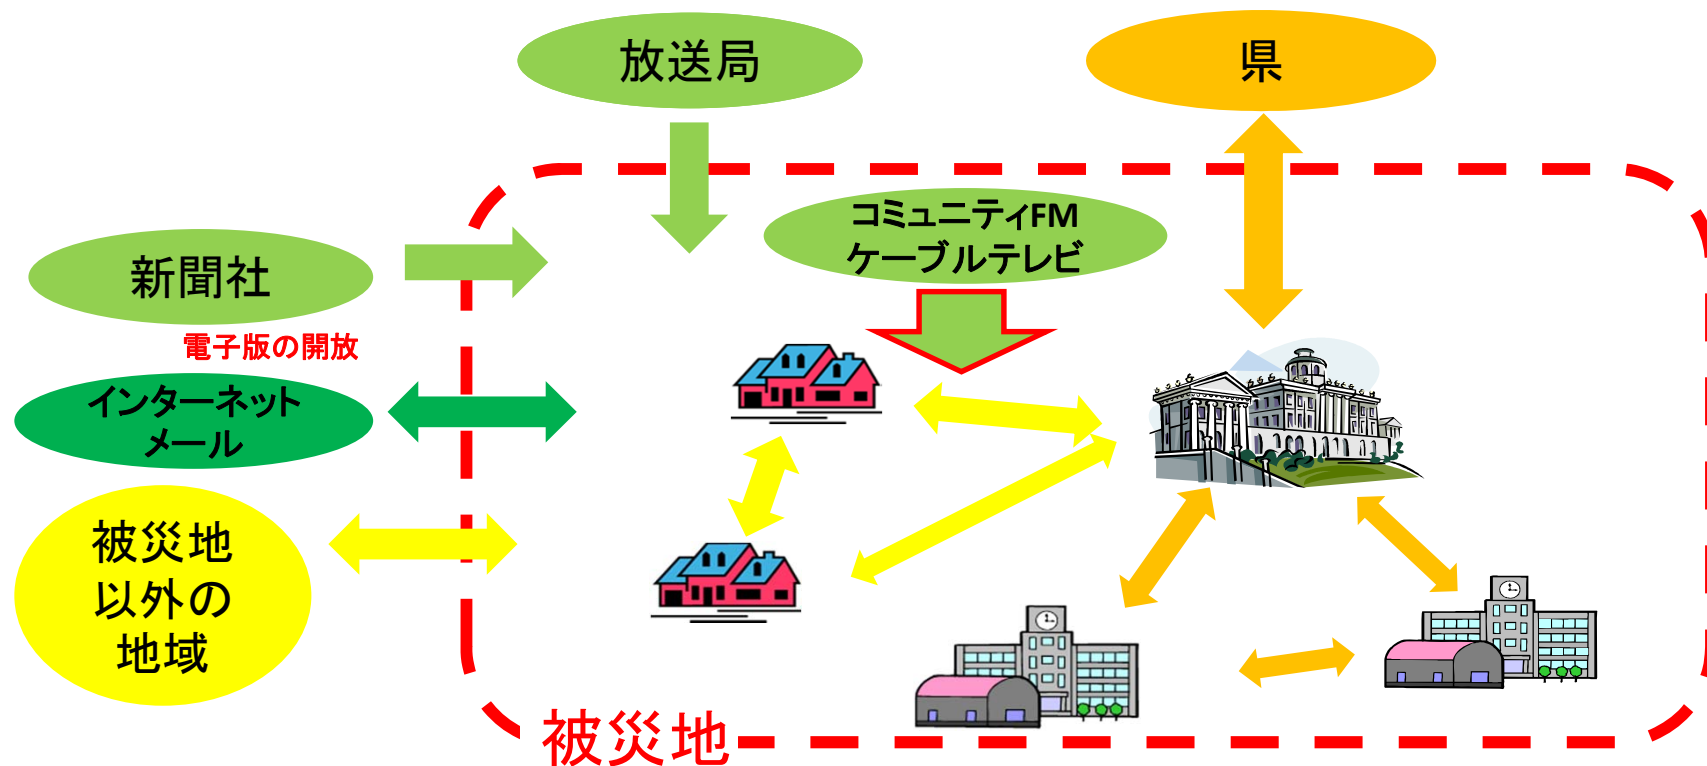 放送局
県
コミュニティFM
ケーブルテレビ
新聞社
電子版の開放
インターネット
メール
被災地
以外の
地域
被災地